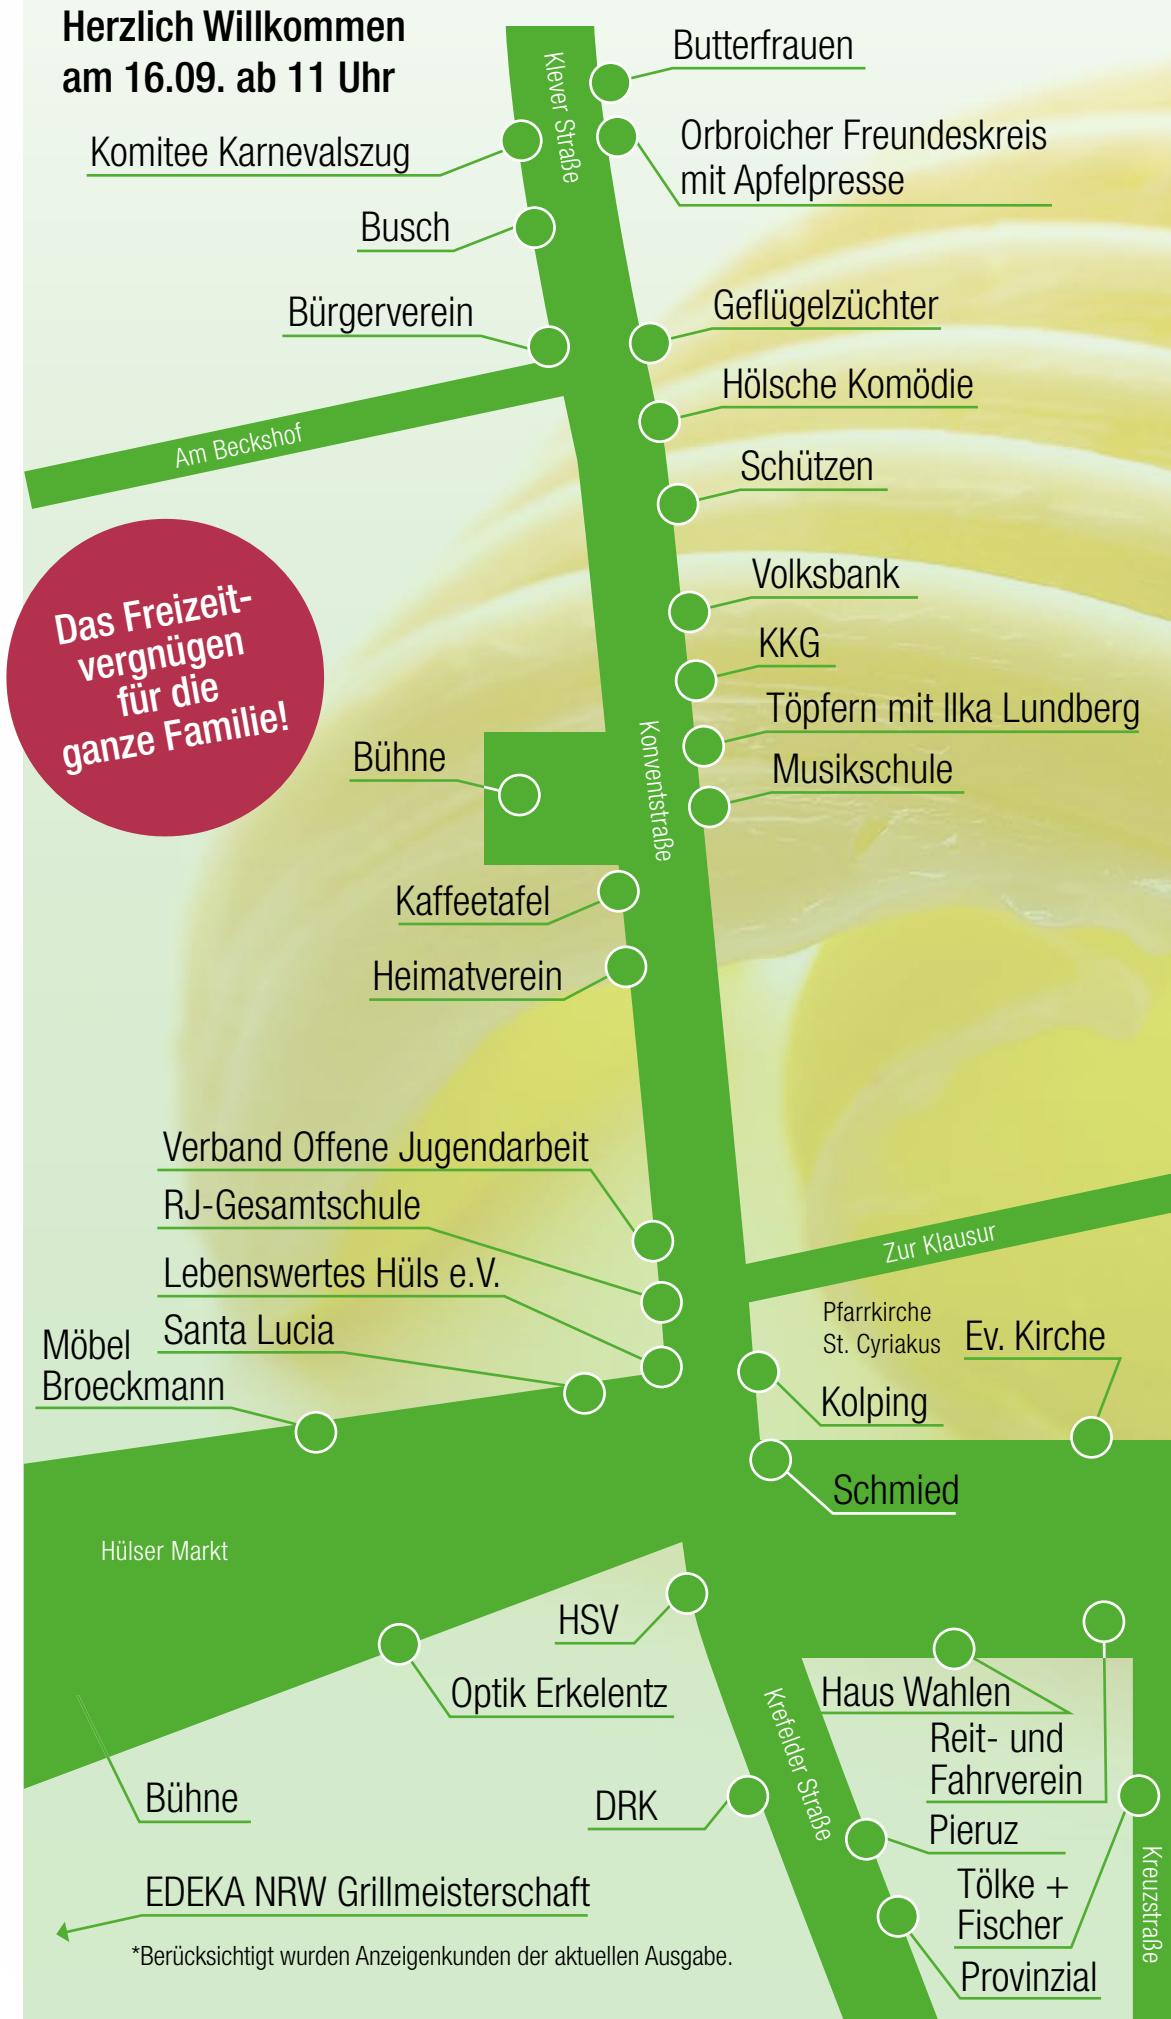 Herzlich Willkommen
am 16.09. ab 11 Uhr
Klever Straße
Butterfrauen
Komitee Karnevalszug
Orbroicher Freundeskreis
mit Apfelpresse
Busch
Bürgerverein
Geflügelzüchter
Hölsche Komödie
Am Beckshof
Schützen
Das Freizeit-
vergnügen
für die
ganze Familie!
Volksbank
KKG
Töpfern mit Ilka Lundberg
Konventstraße
Bühne
Musikschule
Kaffeetafel
Heimatverein
Verband Offene Jugendarbeit
RJ-Gesamtschule
Zur Klausur
Lebenswertes Hüls e.V.
Pfarrkirche
St. Cyriakus
Ev. Kirche
Santa Lucia
Möbel
Broeckmann
Kolping
Schmied
Hülser Markt
HSV
Optik Erkelentz
Krefelder Straße
Haus Wahlen
Reit- und
Fahrverein
Bühne
DRK
Pieruz
Kreuzstraße
EDEKA NRW Grillmeisterschaft
Tölke +
Fischer
*Berücksichtigt wurden Anzeigenkunden der aktuellen Ausgabe.
Provinzial